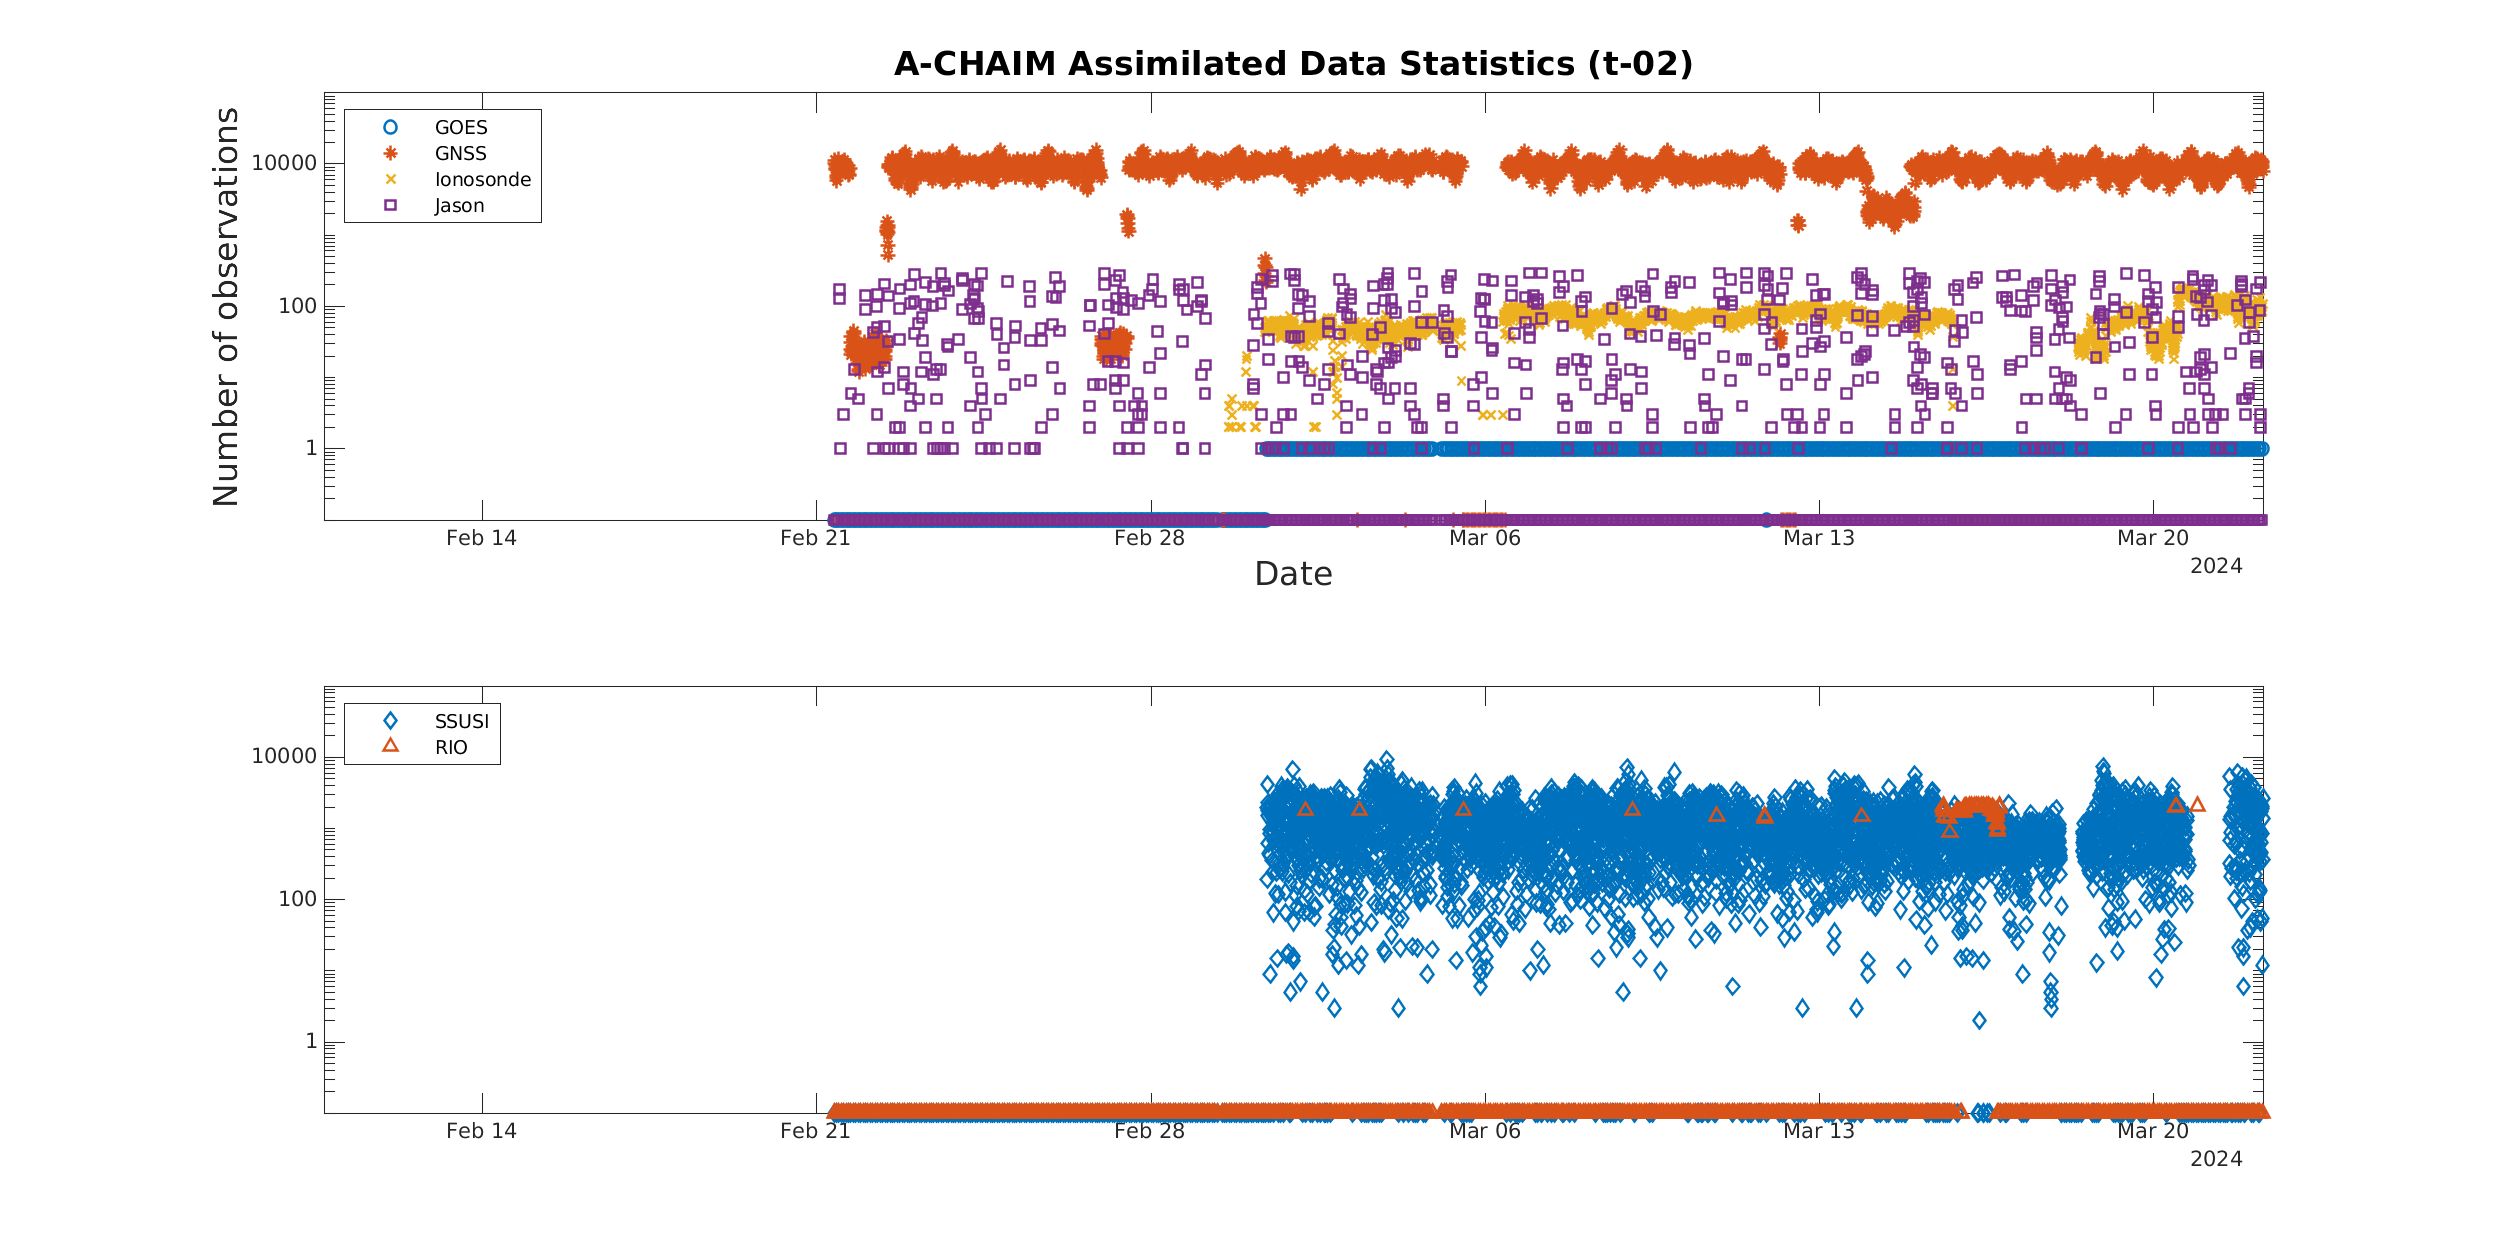 A-CHAIM Assimilated Data Statistics (t-02)
Number of observations
10000
100
1
GOES
GNSS
Ionosonde
Jason
Feb 14
Feb 21
Feb 28
Mar 06
Mar 13
Mar 20
2024
Date
10000
100
1
SSUSI
RIO
Feb 14
Feb 21
Feb 28
Mar 06
Mar 13
Mar 20
2024